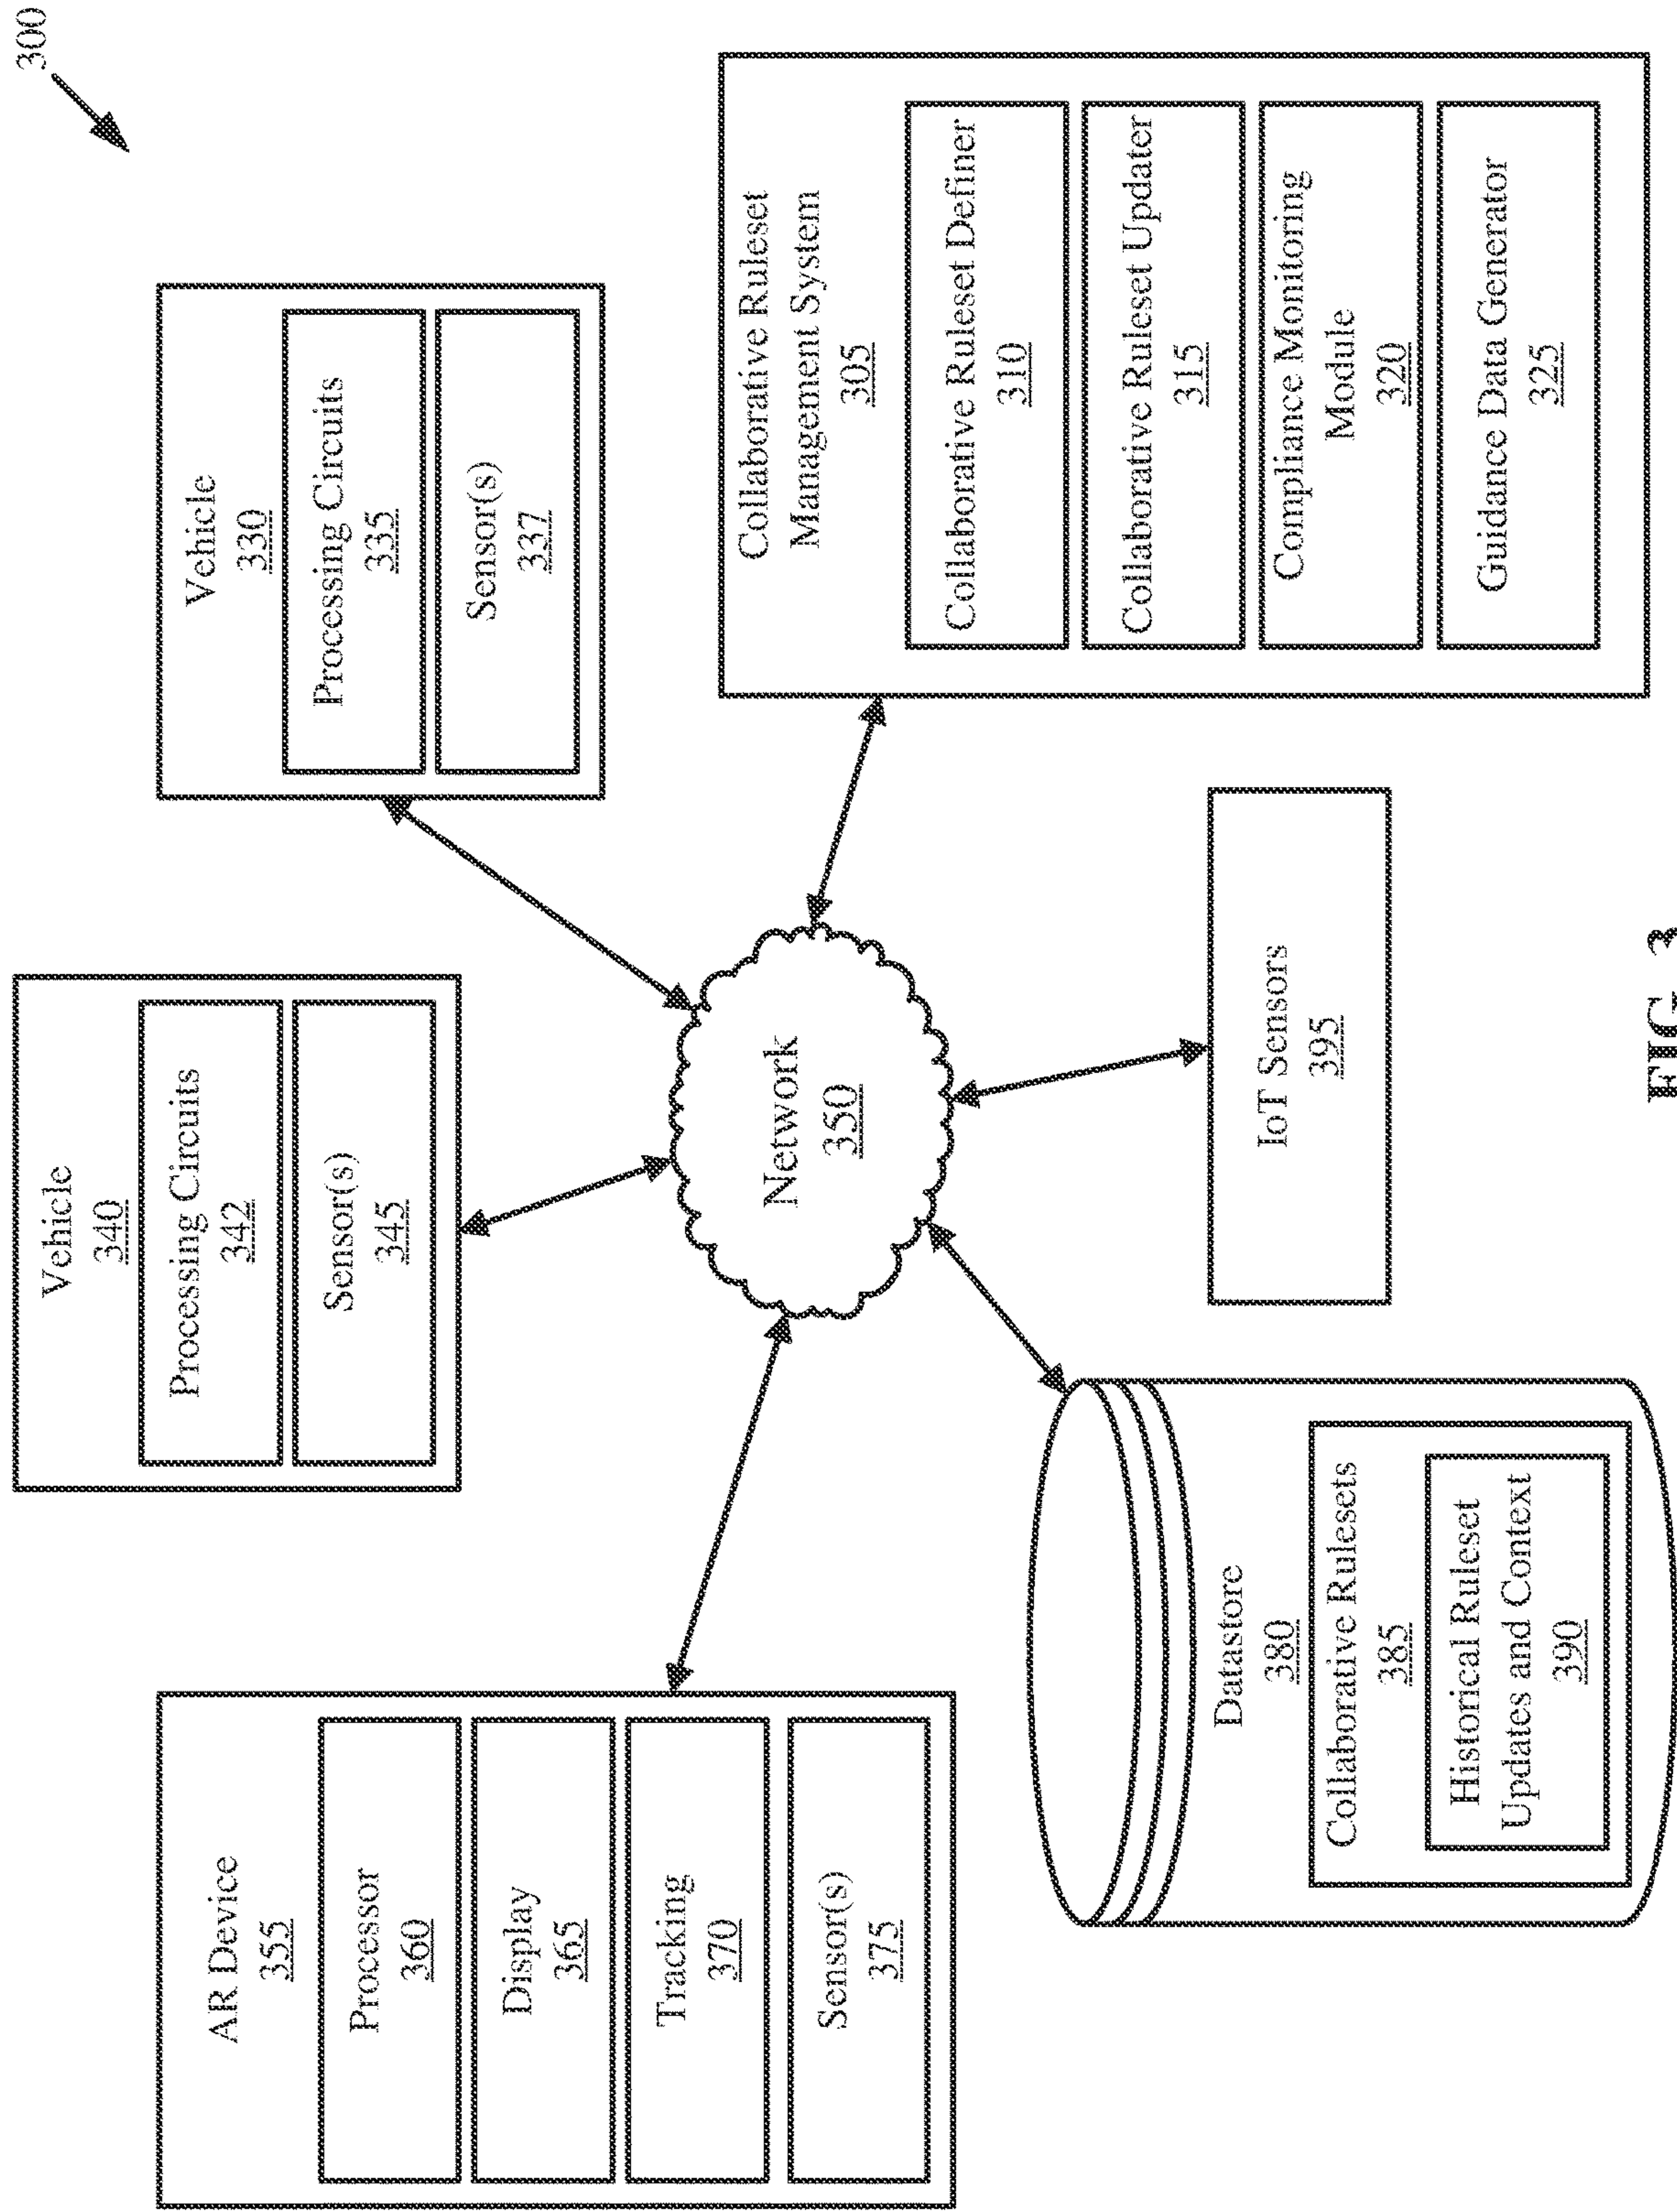 300
Vehicle
340
Processing Circuits
342
Sensor(s)
345
Vehicle
330
Processing Circuits
335
Sensor(s)
337
AR Device
355
Processor
360
Display
365
Tracking
370
Sensor(s)
375
Network
350
Collaborative Ruleset
Management System
305
Collaborative Ruleset Definer
310
Collaborative Ruleset Updater
315
Compliance Monitoring
Module
320
Guidance Data Generator
325
Datastore
380
Collaborative Rulesets
385
Historical Ruleset
Updates and Context
390
IoT Sensors
395
FIG. 3